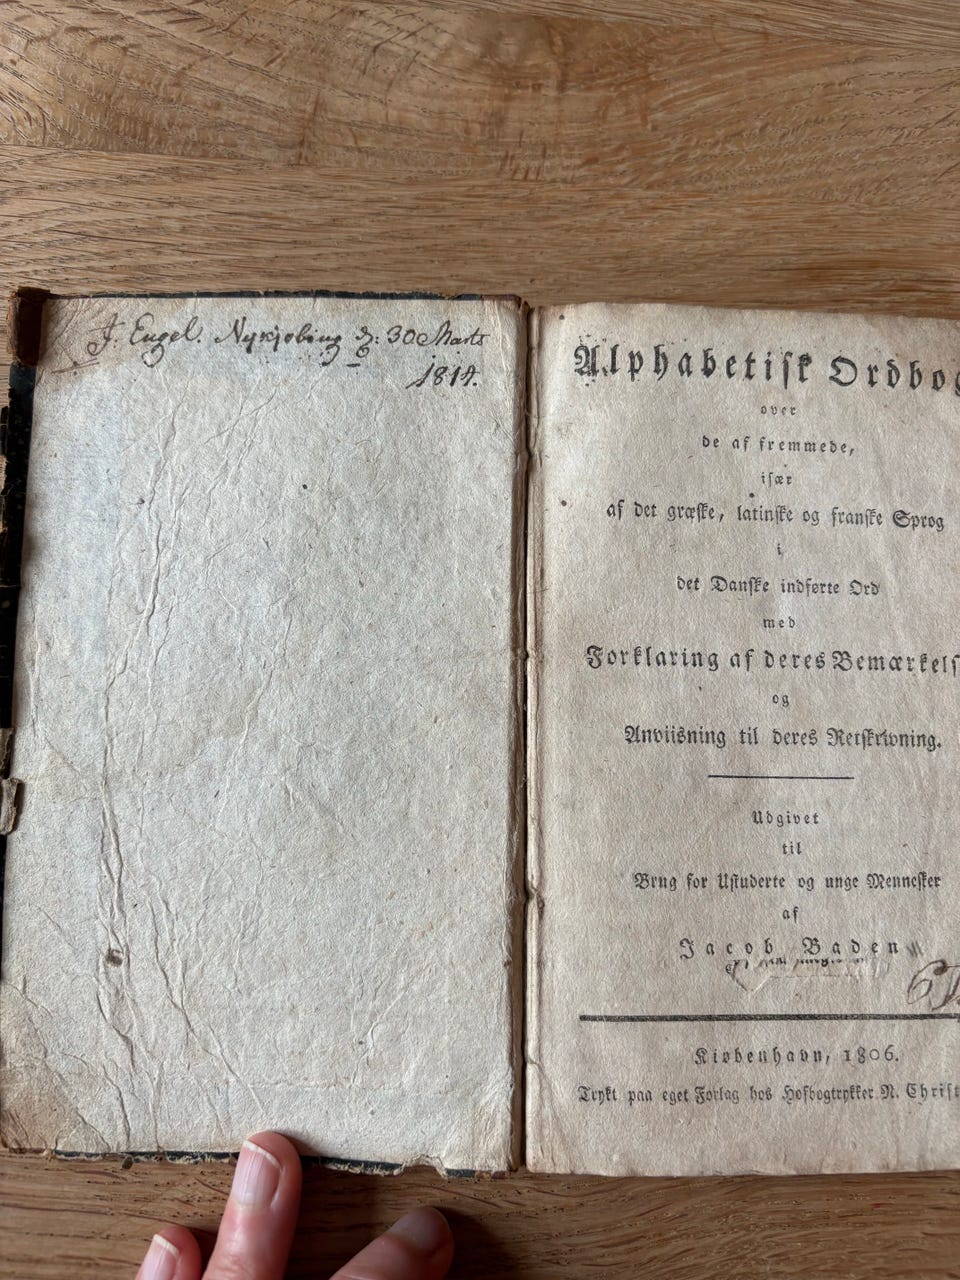 J. Engel. Nykjøbing d: 30 Marts
1814.
Alphabetisk Ordbog
over
de af fremmede,
især
af det græske, latinske og franske Sprog
i
det Danske indførte Ord
med
Forklaring af deres Bemærkels
og
Anviisning til deres Retskrivning.
Udgivet
til
Brug for Ustuderte og unge Mennesker
af
Jacob Baden
Kiøbenhavn, 1806.
Trykt paa eget Forlag hos Hofbogtrykker N. Christ